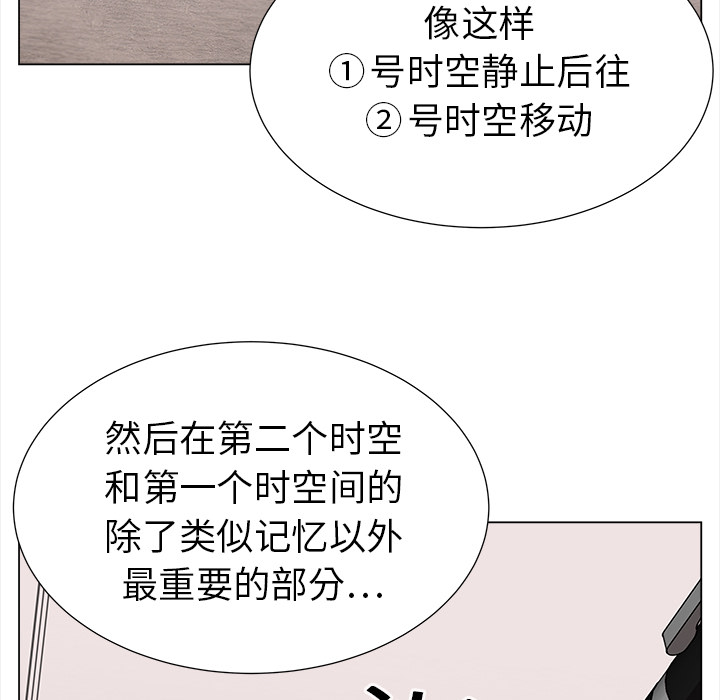 像这样
①号时空静止后往
②号时空移动
然后在第二个时空
和第一个时空间的
除了类似记忆以外
最重要的部分...